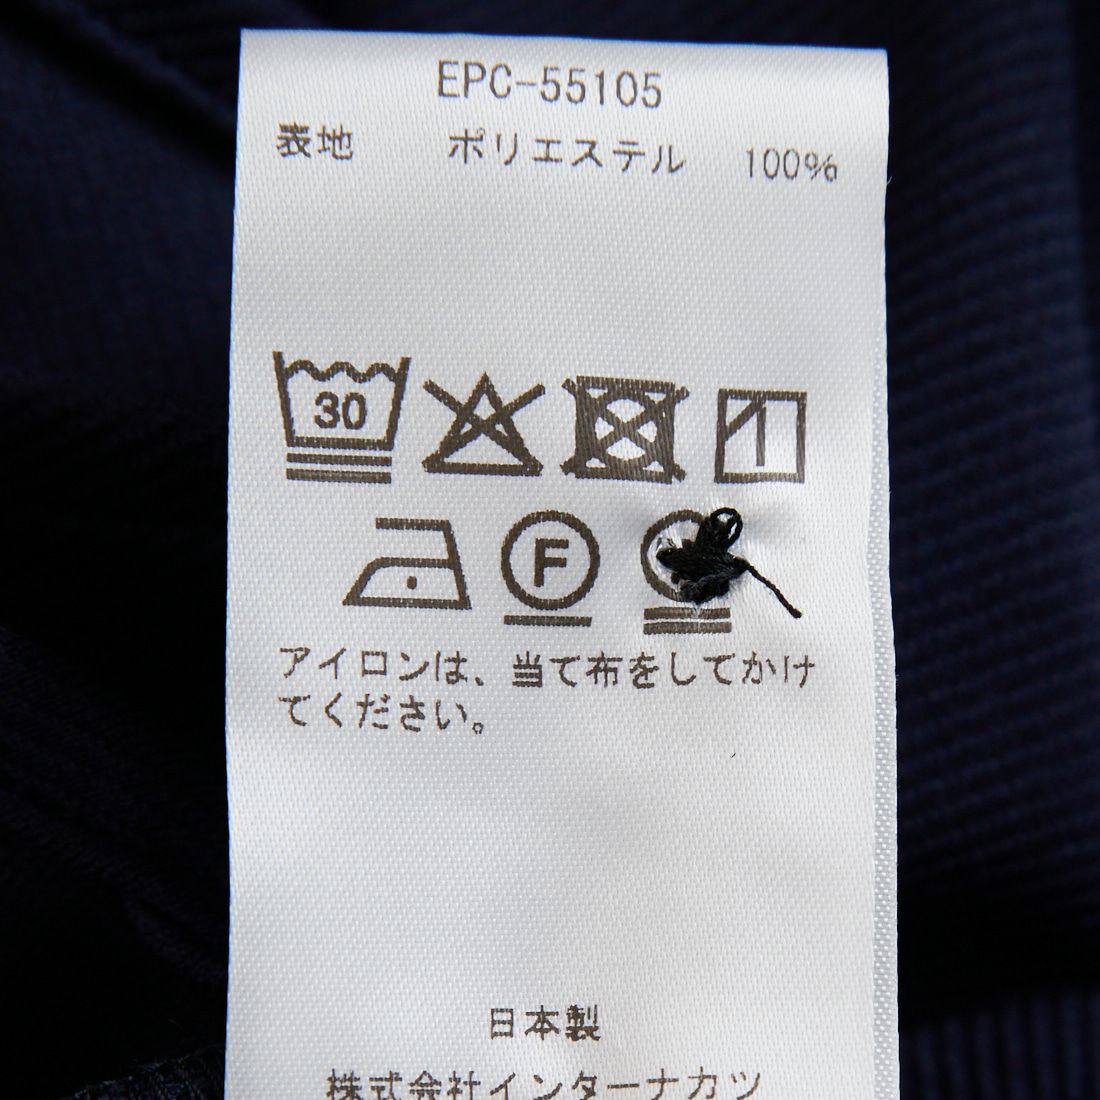 EPC-55105
表地 ポリエステル 100%
30
F
アイロンは、当て布をしてかけ
てください。
日本製
株式会社インターナカツ